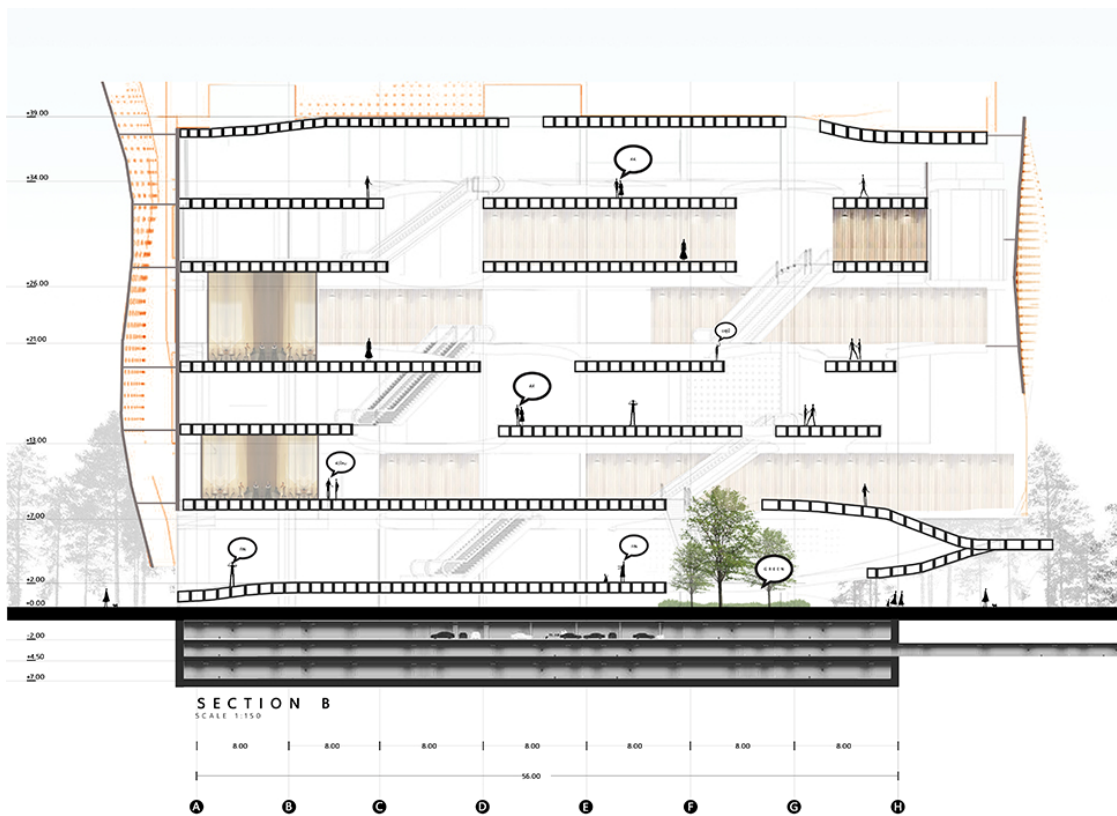 +39.00
+34.00
+26.00
+21.00
+13.00
+7.00
+2.00
±0.00
-2.00
+4.50
+7.00
GREEN
SECTION B
SCALE 1:150
8.00 8.00 8.00 8.00 8.00 8.00 8.00
56.00
A B C D E F G H